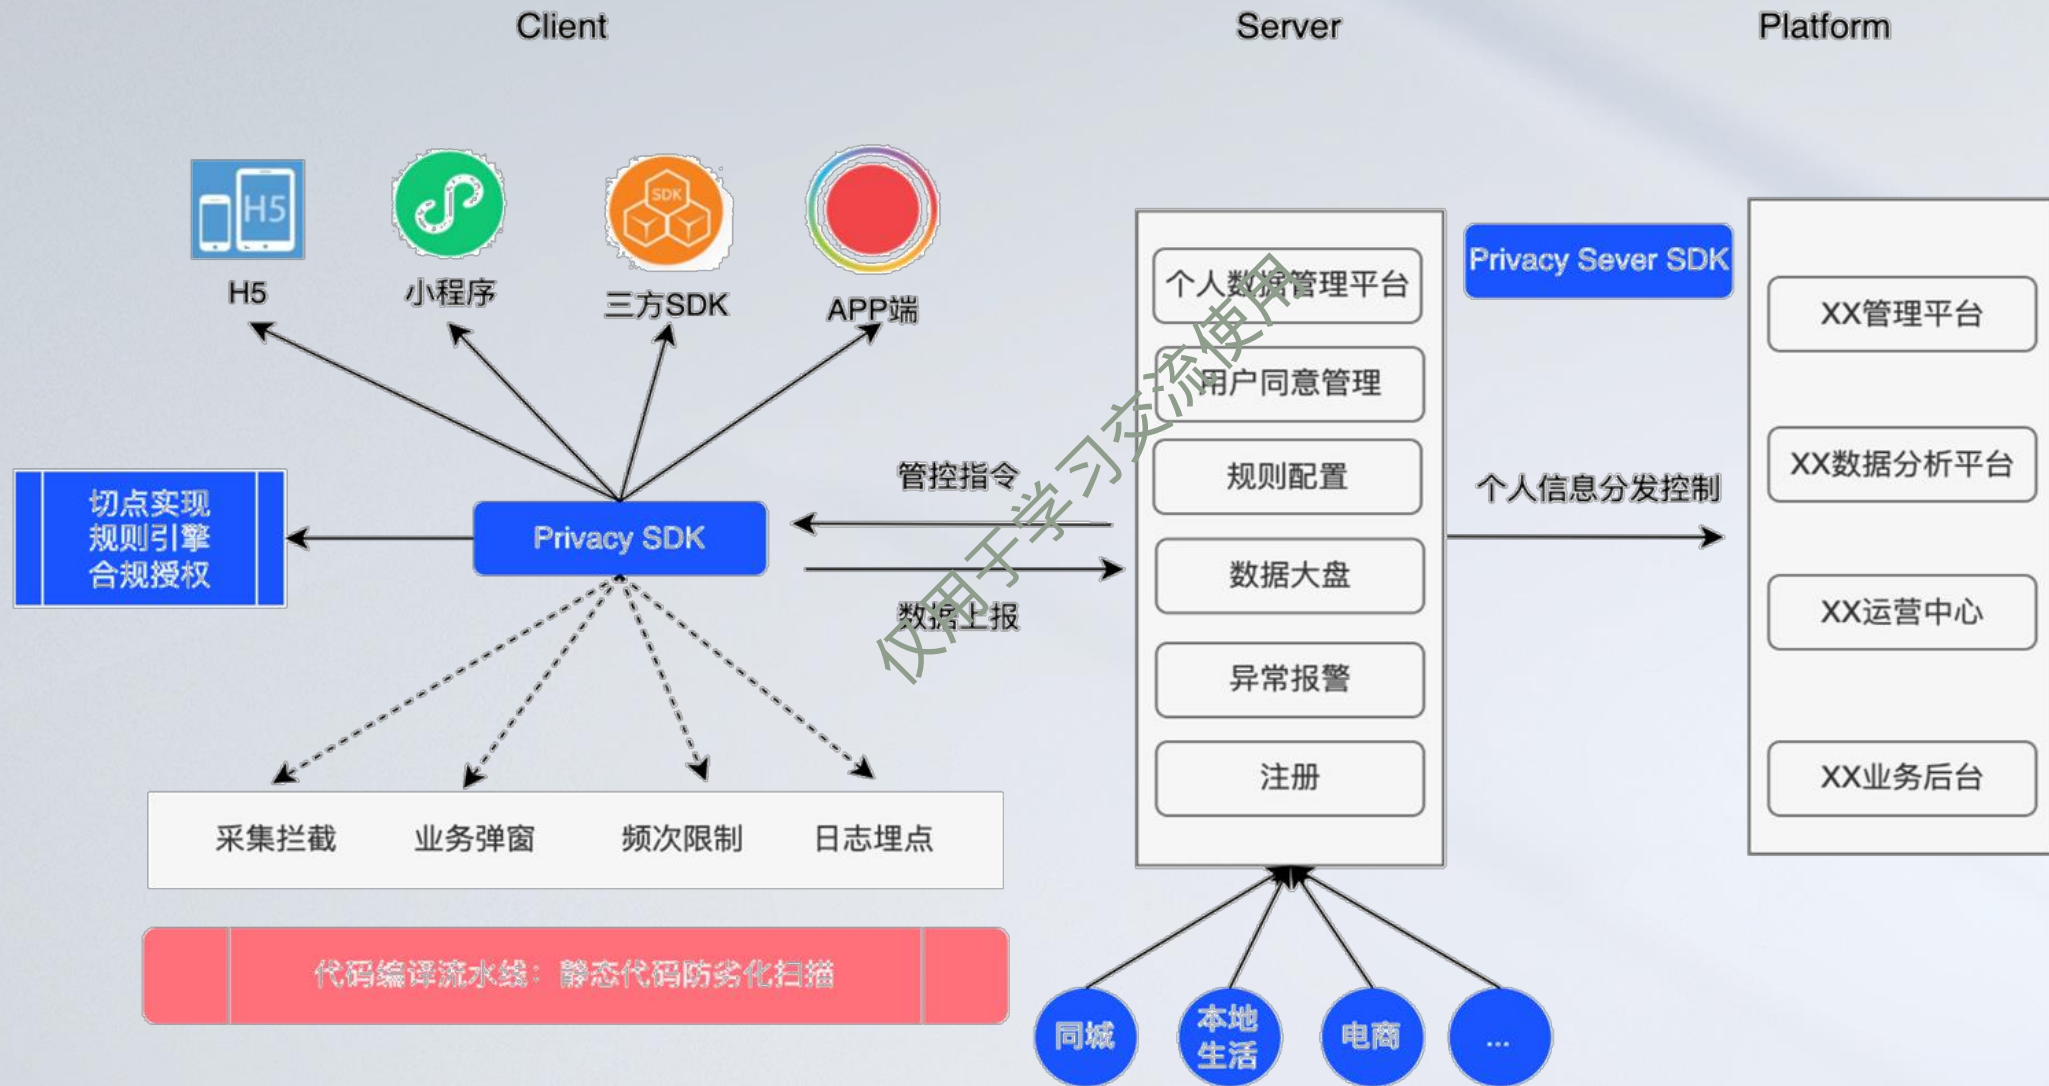 Client
Server
Platform
H5
SDK
H5
小程序
三方SDK
APP端
切点实现
规则引擎
合规授权
Privacy SDK
管控指令
数据上报
采集拦截
业务弹窗
频次限制
日志埋点
代码编译流水线：静态代码防劣化扫描
个人数据管理平台
用户同意管理
规则配置
数据大盘
异常报警
注册
同城
本地
生活
电商
...
Privacy Sever SDK
个人信息分发控制
XX管理平台
XX数据分析平台
XX运营中心
XX业务后台
仅用于学习交流使用